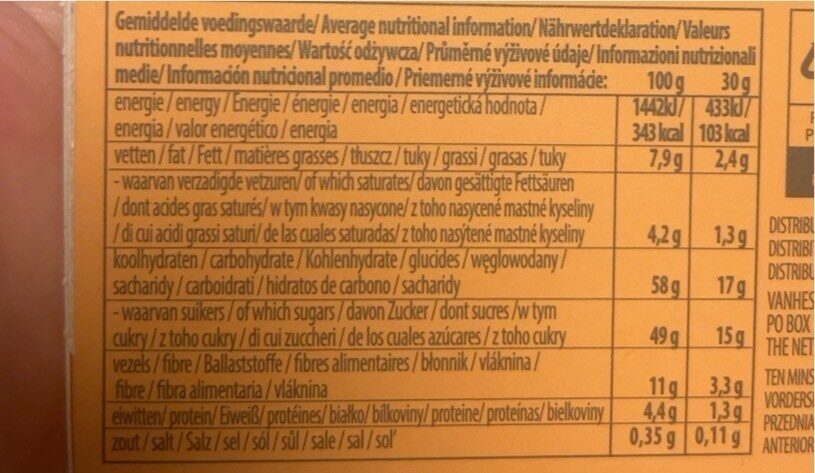 Gemiddelde voedingswaarde/ Average nutritional information/ Nährwertdeklaration/ Valeurs
nutritionnelles moyennes/ Wartość odżywcza/ Průměrné výživové údaje/ Informazioni nutrizionali
medie/ Información nutricional promedio / Priemerné výživové informácie: 100 g 30 g
energie / energy / Energie / énergie / energia / energetická hodnota / 1442kJ/ 433kJ/
energia / valor energético / energia 343 kcal 103 kcal
vetten / fat / Fett / matières grasses / tłuszcz / tuky / grassi / grasas / tuky 7,9 g 2,4 g
- waarvan verzadigde vetzuren/ of which saturates/ davon gesättigte Fettsäuren
/ dont acides gras saturés/ w tym kwasy nasycone/ z toho nasycené mastné kyseliny
/ di cui acidi grassi saturi/ de las cuales saturadas/ z toho nasýtené mastné kyseliny 4,2 g 1,3 g
koolhydraten / carbohydrate / Kohlenhydrate / glucides / węglowodany /
sacharidy / carboidrati / hidratos de carbono / sacharidy 58 g 17 g
- waarvan suikers / of which sugars / davon Zucker / dont sucres /w tym
cukry / z toho cukry / di cui zuccheri / de los cuales azúcares / z toho cukry 49 g 15 g
vezels / fibre / Ballaststoffe / fibres alimentaires / błonnik / vláknina /
fibre / fibra alimentaria / vláknina 11 g 3,3 g
eiwitten/ protein/ Eiweiß/ protéines/ białko/ bílkoviny/ proteine/ proteínas/ bielkoviny 4,4 g 1,3 g
zout / salt / Salz / sel / sól / sůl / sale / sal / soľ 0,35 g 0,11 g
DISTRIBU
DISTRIBI
DISTRIBU
VANHES
PO BOX
THE NET
TEN MINS
VORDERSE
PRZEDNIA
ANTERIOR